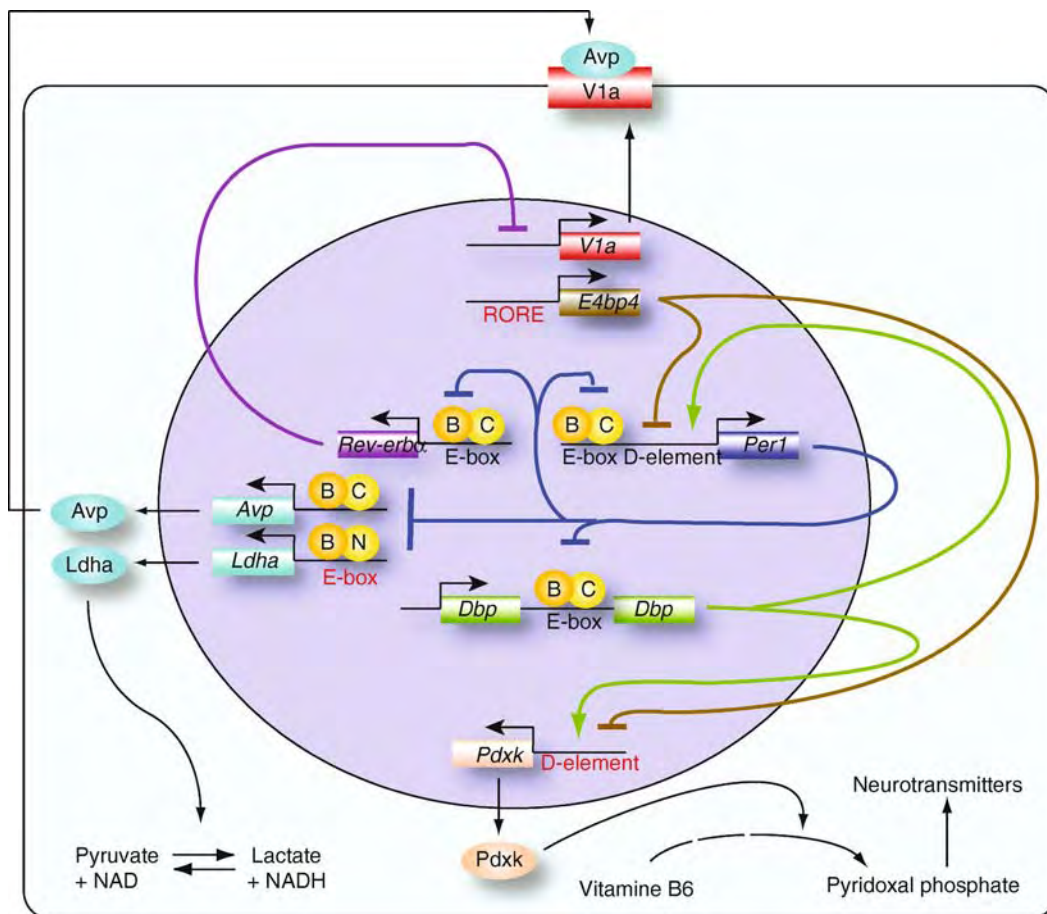 Avp
V1a
V1a
E4bp4
RORE
B C
B C
Rev-erbα
E-box
E-box D-element
Per1
Avp
Avp
B C
Ldha
Ldha
B N
E-box
Dbp
B C
Dbp
E-box
Pdxk
D-element
Neurotransmitters
Pyruvate
+ NAD
Lactate
+ NADH
Pdxk
Vitamine B6
Pyridoxal phosphate